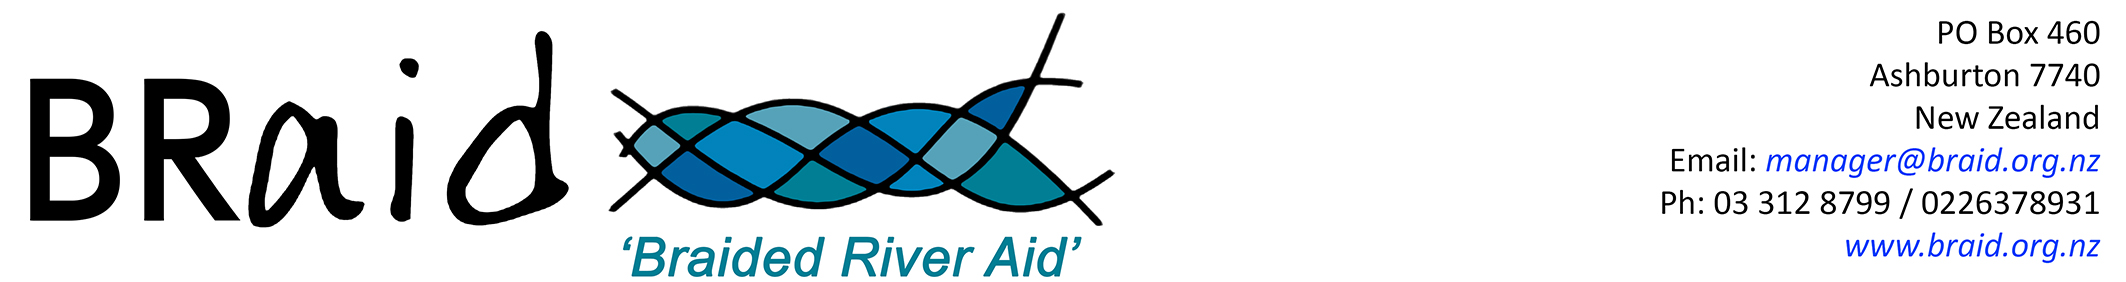 BRaid
‘Braided River Aid’
PO Box 460
Ashburton 7740
New Zealand
Email: manager@braid.org.nz
Ph: 03 312 8799 / 0226378931
www.braid.org.nz